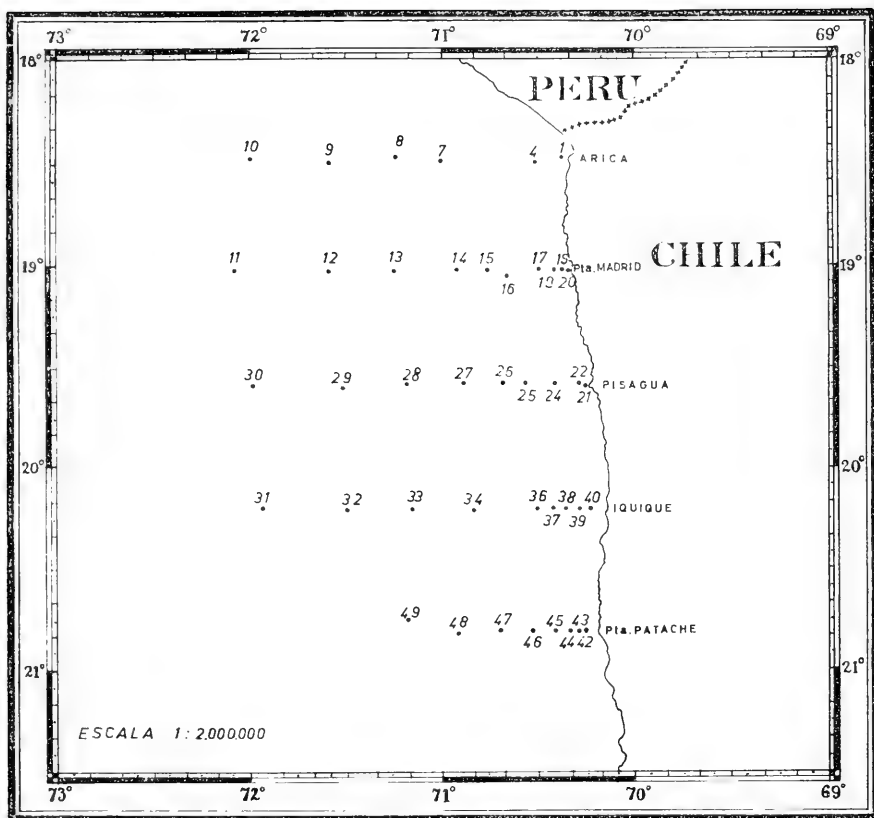 73° 72° 71° 70° 69°
18° 18°
PERU
10 9 8 7 4 1 ARICA
CHILE
11 12 13 14 15 17 19 Pta. MADRID
16 18 20
19° 19°
30 29 28 27 25 22 PISAGUA
25 24 21
20° 20°
31 32 33 34 36 38 40 IQUIQUE
37 39
49 48 47 45 43 Pta. PATACHE
46 44 42
21° 21°
ESCALA 1: 2,000.000
73° 72° 71° 70° 69°